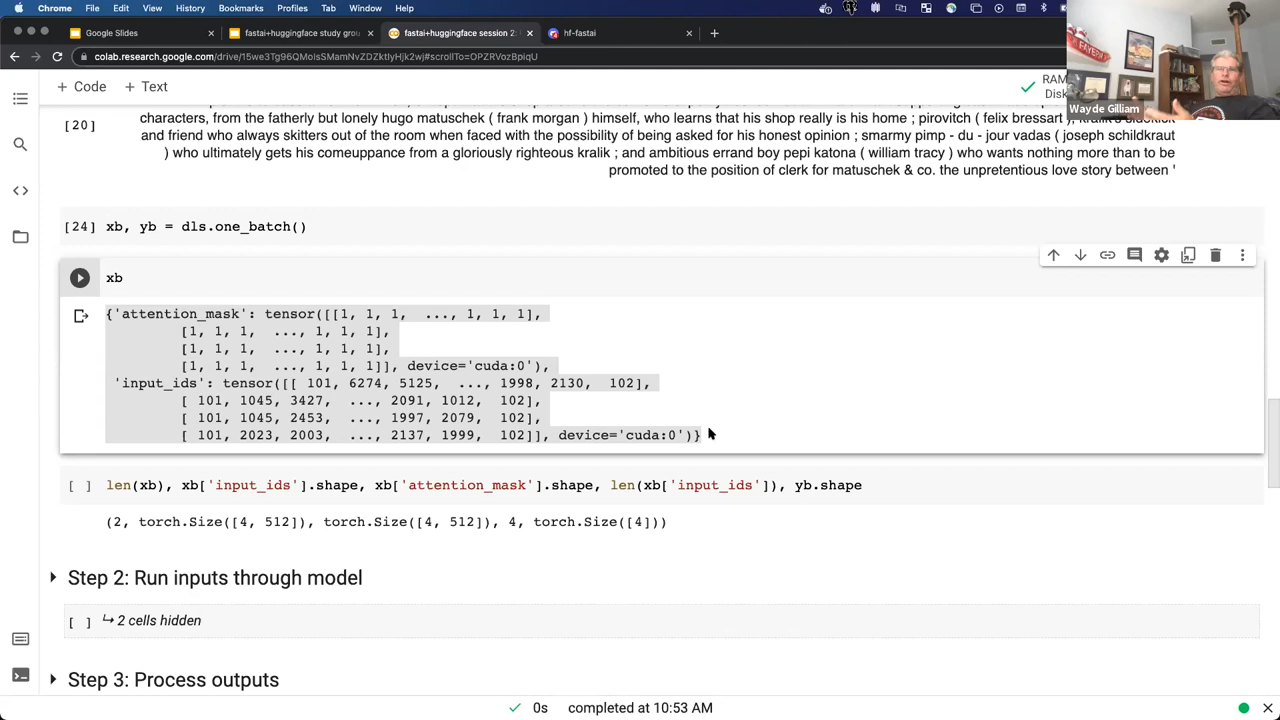 Chrome File Edit View History Bookmarks Profiles Tab Window Help
Google Slides
fastai+huggingface study grou
fastai+huggingface session 2:
hf-fastai
colab.research.google.com/drive/15we3Tg96QMolsSMamNvZDZktIyHjk2wj#scrollTo=OPZRVozBpiqU
+ Code + Text
RAM
Disk
Wayde Gilliam
[20]
characters, from the fatherly but lonely hugo matuschek ( frank morgan ) himself, who learns that his shop really is his home ; pirovitch ( felix bressart
and friend who always skitters out of the room when faced with the possibility of being asked for his honest opinion ; smarmy pimp - du - jour vadas ( joseph schildkraut
) who ultimately gets his comeuppance from a gloriously righteous kralik ; and ambitious errand boy pepi katona ( william tracy ) who wants nothing more than to be
promoted to the position of clerk for matuschek & co. the unpretentious love story between '
[24] xb, yb = dls.one_batch()
xb
{'attention_mask': tensor([[1, 1, 1, ..., 1, 1, 1],
[1, 1, 1, ..., 1, 1, 1],
[1, 1, 1, ..., 1, 1, 1],
[1, 1, 1, ..., 1, 1, 1]], device='cuda:0'),
'input_ids': tensor([[ 101, 6274, 5125, ..., 1998, 2130, 102],
[ 101, 1045, 3427, ..., 2091, 1012, 102],
[ 101, 1045, 2453, ..., 1997, 2079, 102],
[ 101, 2023, 2003, ..., 2137, 1999, 102]], device='cuda:0')}
[ ] len(xb), xb['input_ids'].shape, xb['attention_mask'].shape, len(xb['input_ids']), yb.shape
(2, torch.Size([4, 512]), torch.Size([4, 512]), 4, torch.Size([4]))
Step 2: Run inputs through model
[ ] ↳ 2 cells hidden
Step 3: Process outputs
0s completed at 10:53 AM